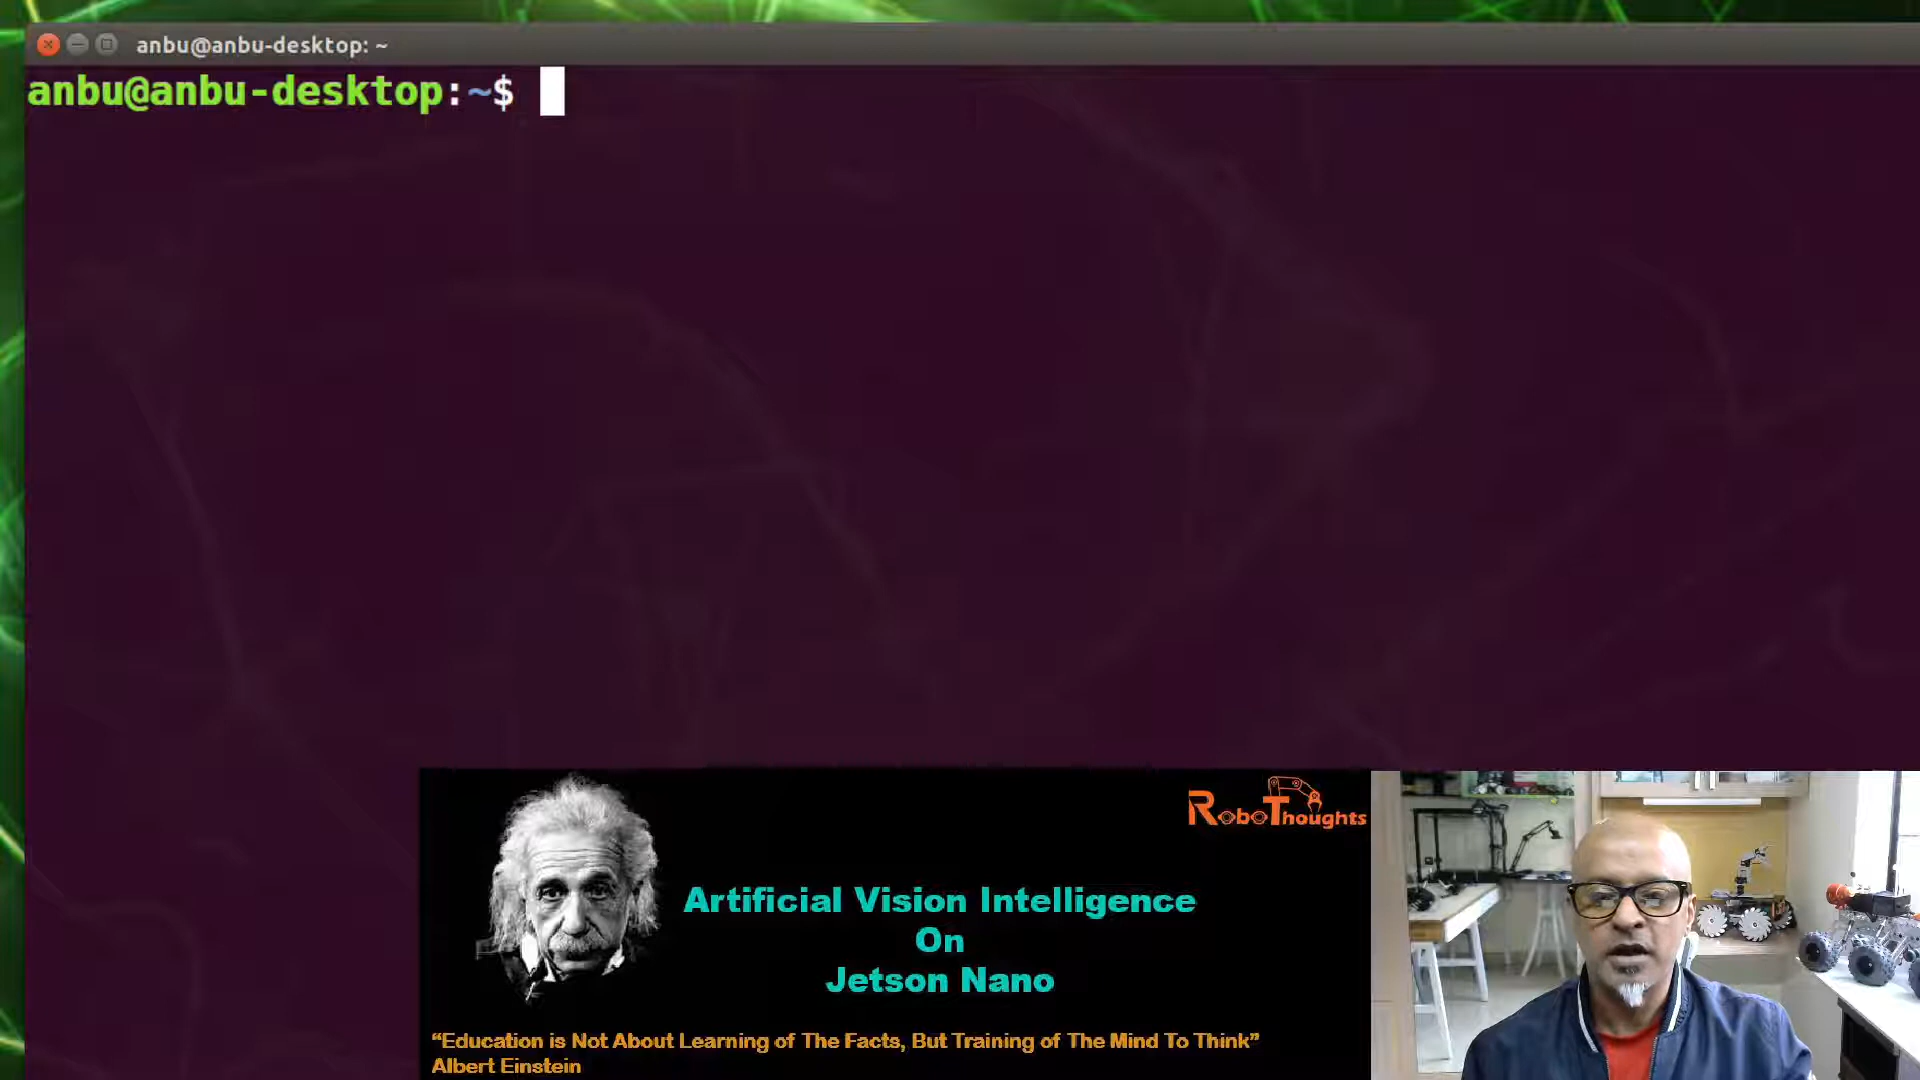 anbu@anbu-desktop: ~
anbu@anbu-desktop:~$
RoboThoughts
Artificial Vision Intelligence
On
Jetson Nano
“Education is Not About Learning of The Facts, But Training of The Mind To Think”
Albert Einstein